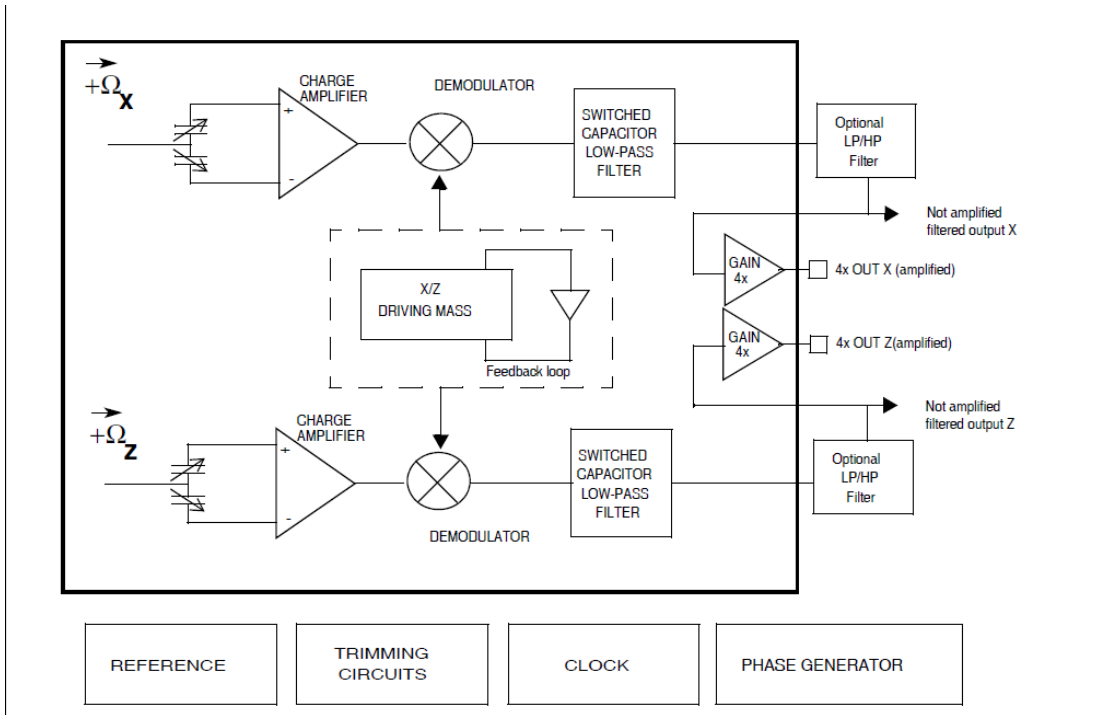 +Ω X
CHARGE
AMPLIFIER
+
-
DEMODULATOR
SWITCHED
CAPACITOR
LOW-PASS
FILTER
Optional
LP/HP
Filter
Not amplified
filtered output X
GAIN
4x
4x OUT X (amplified)
X/Z
DRIVING MASS
Feedback loop
GAIN
4x
4x OUT Z(amplified)
Not amplified
filtered output Z
+Ω Z
CHARGE
AMPLIFIER
+
-
DEMODULATOR
SWITCHED
CAPACITOR
LOW-PASS
FILTER
Optional
LP/HP
Filter
REFERENCE
TRIMMING
CIRCUITS
CLOCK
PHASE GENERATOR